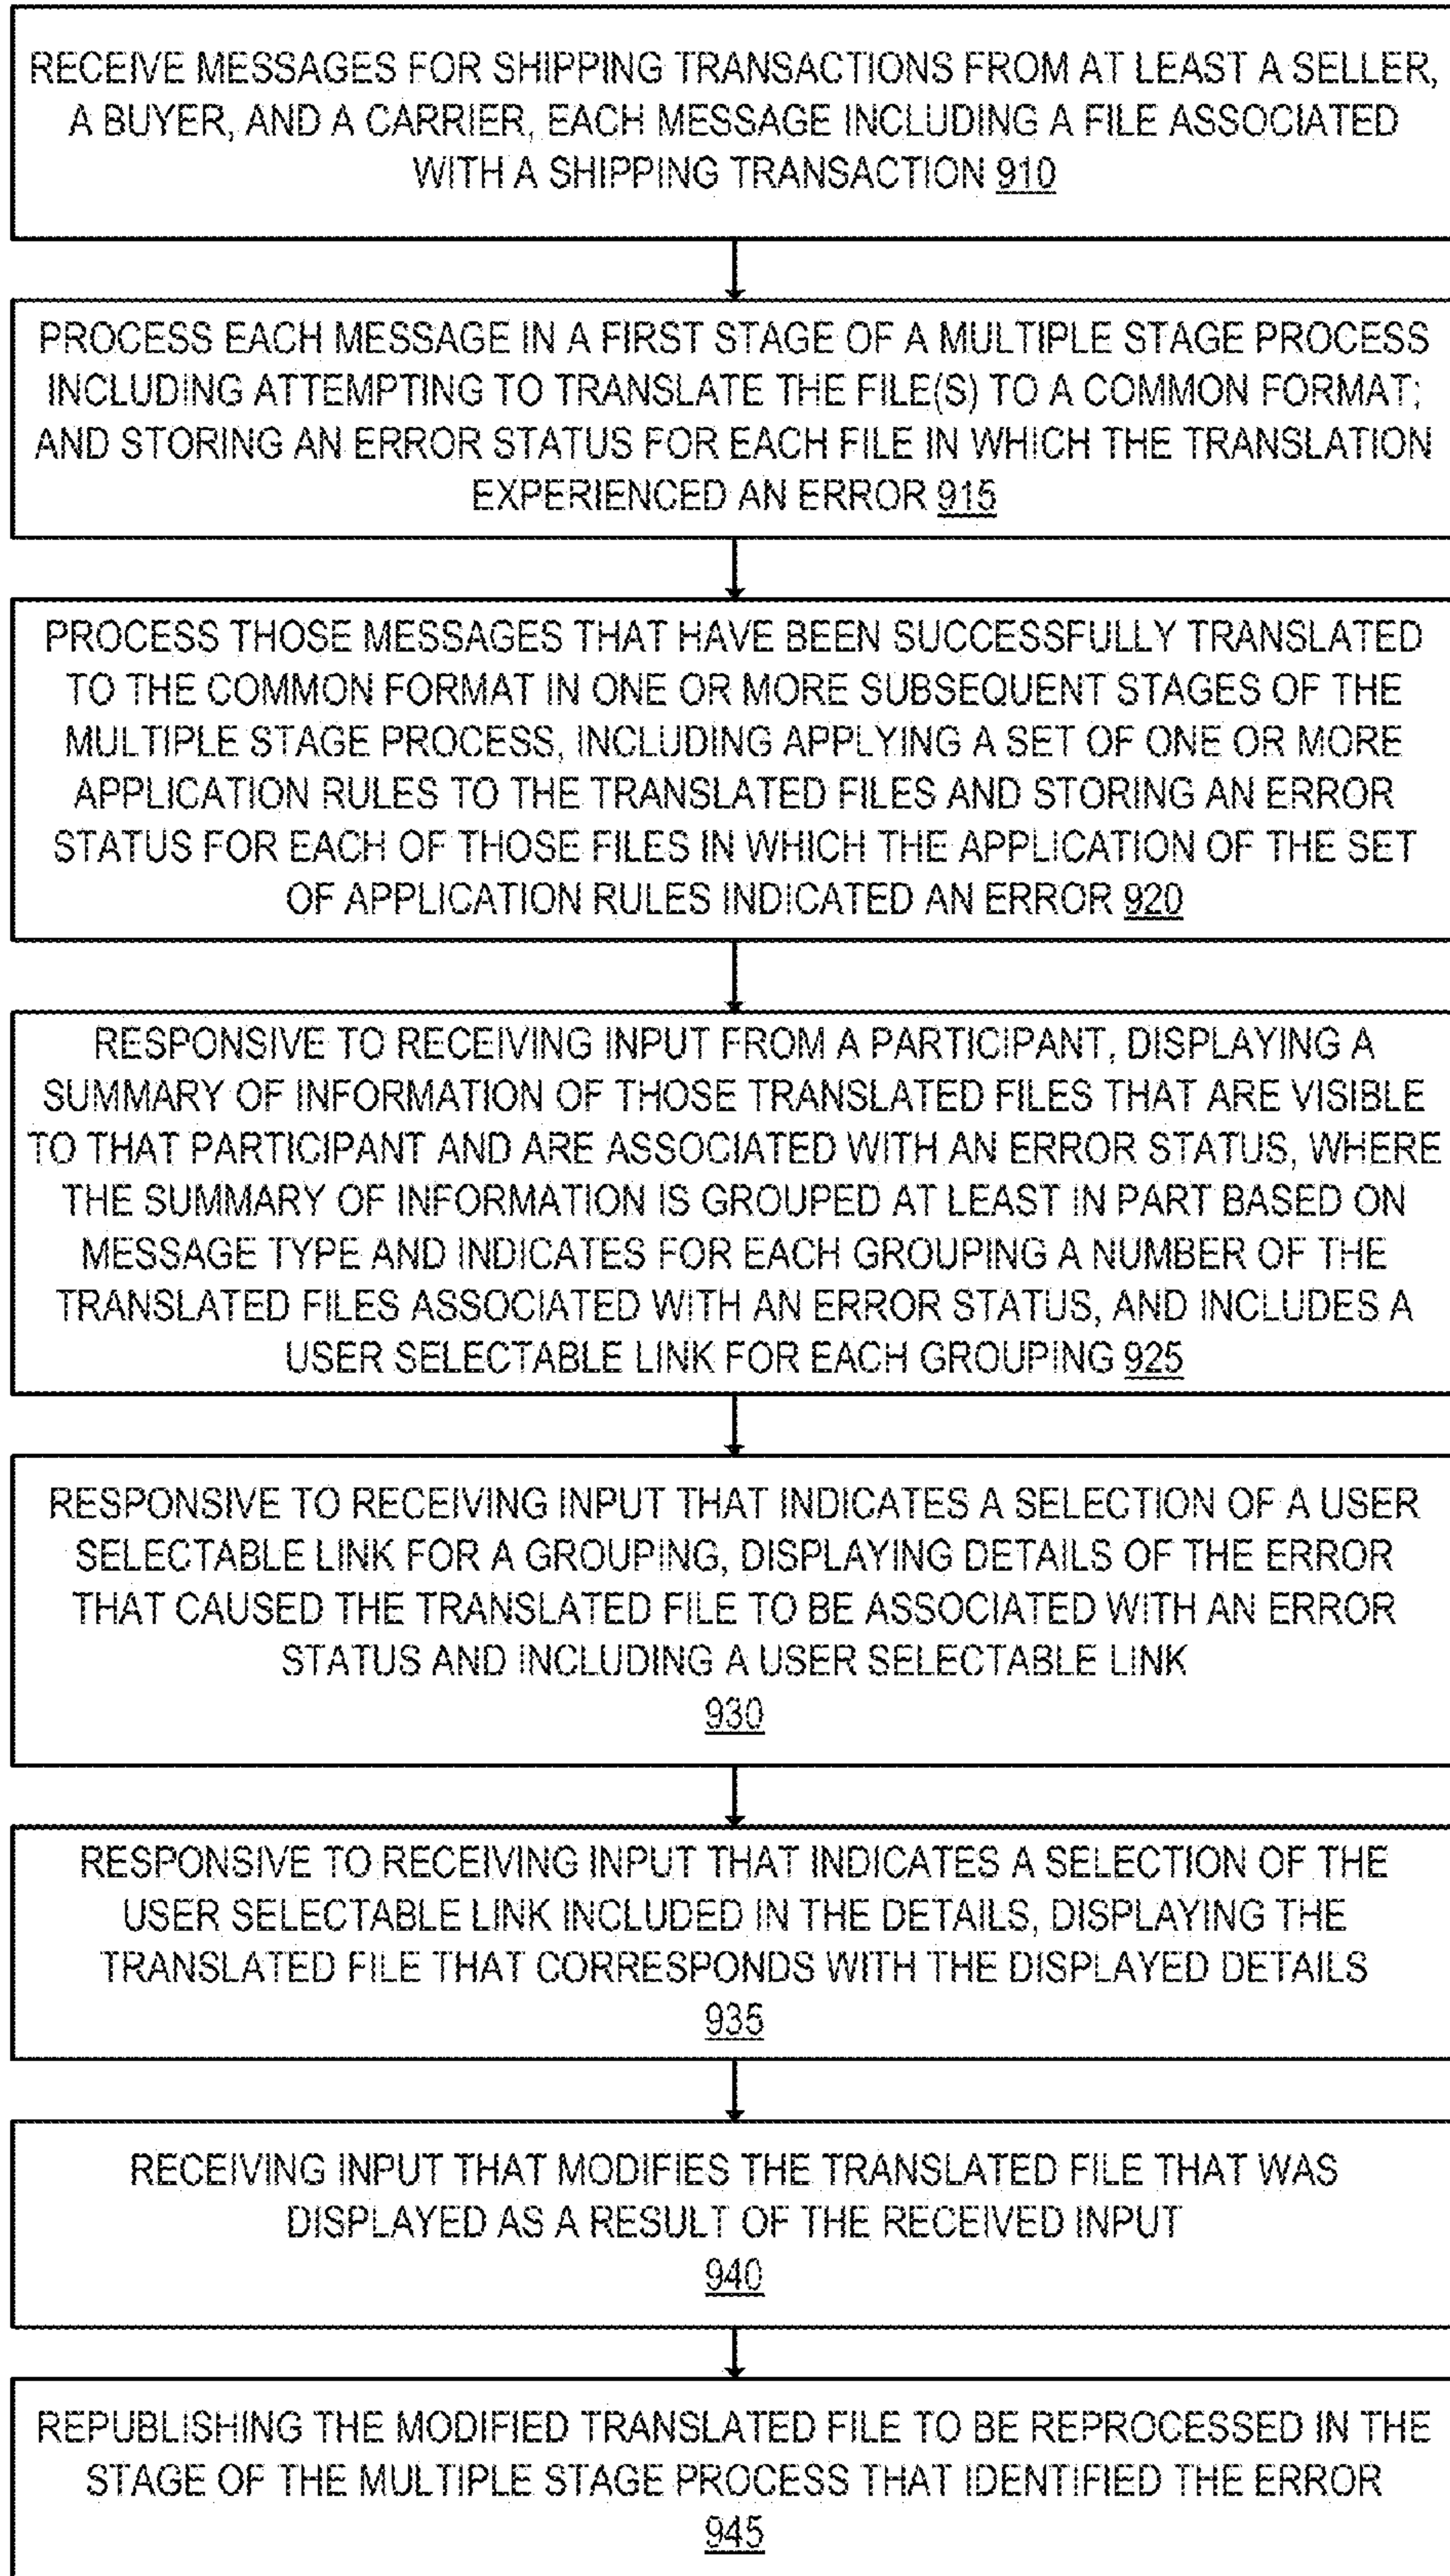 RECEIVE MESSAGES FOR SHIPPING TRANSACTIONS FROM AT LEAST A SELLER,
A BUYER, AND A CARRIER, EACH MESSAGE INCLUDING A FILE ASSOCIATED
WITH A SHIPPING TRANSACTION 910
PROCESS EACH MESSAGE IN A FIRST STAGE OF A MULTIPLE STAGE PROCESS
INCLUDING ATTEMPTING TO TRANSLATE THE FILE(S) TO A COMMON FORMAT;
AND STORING AN ERROR STATUS FOR EACH FILE IN WHICH THE TRANSLATION
EXPERIENCED AN ERROR 915
PROCESS THOSE MESSAGES THAT HAVE BEEN SUCCESSFULLY TRANSLATED
TO THE COMMON FORMAT IN ONE OR MORE SUBSEQUENT STAGES OF THE
MULTIPLE STAGE PROCESS, INCLUDING APPLYING A SET OF ONE OR MORE
APPLICATION RULES TO THE TRANSLATED FILES AND STORING AN ERROR
STATUS FOR EACH OF THOSE FILES IN WHICH THE APPLICATION OF THE SET
OF APPLICATION RULES INDICATED AN ERROR 920
RESPONSIVE TO RECEIVING INPUT FROM A PARTICIPANT, DISPLAYING A
SUMMARY OF INFORMATION OF THOSE TRANSLATED FILES THAT ARE VISIBLE
TO THAT PARTICIPANT AND ARE ASSOCIATED WITH AN ERROR STATUS, WHERE
THE SUMMARY OF INFORMATION IS GROUPED AT LEAST IN PART BASED ON
MESSAGE TYPE AND INDICATES FOR EACH GROUPING A NUMBER OF THE
TRANSLATED FILES ASSOCIATED WITH AN ERROR STATUS, AND INCLUDES A
USER SELECTABLE LINK FOR EACH GROUPING 925
RESPONSIVE TO RECEIVING INPUT THAT INDICATES A SELECTION OF A USER
SELECTABLE LINK FOR A GROUPING, DISPLAYING DETAILS OF THE ERROR
THAT CAUSED THE TRANSLATED FILE TO BE ASSOCIATED WITH AN ERROR
STATUS AND INCLUDING A USER SELECTABLE LINK
930
RESPONSIVE TO RECEIVING INPUT THAT INDICATES A SELECTION OF THE
USER SELECTABLE LINK INCLUDED IN THE DETAILS, DISPLAYING THE
TRANSLATED FILE THAT CORRESPONDS WITH THE DISPLAYED DETAILS
935
RECEIVING INPUT THAT MODIFIES THE TRANSLATED FILE THAT WAS
DISPLAYED AS A RESULT OF THE RECEIVED INPUT
940
REPUBLISHING THE MODIFIED TRANSLATED FILE TO BE REPROCESSED IN THE
STAGE OF THE MULTIPLE STAGE PROCESS THAT IDENTIFIED THE ERROR
945